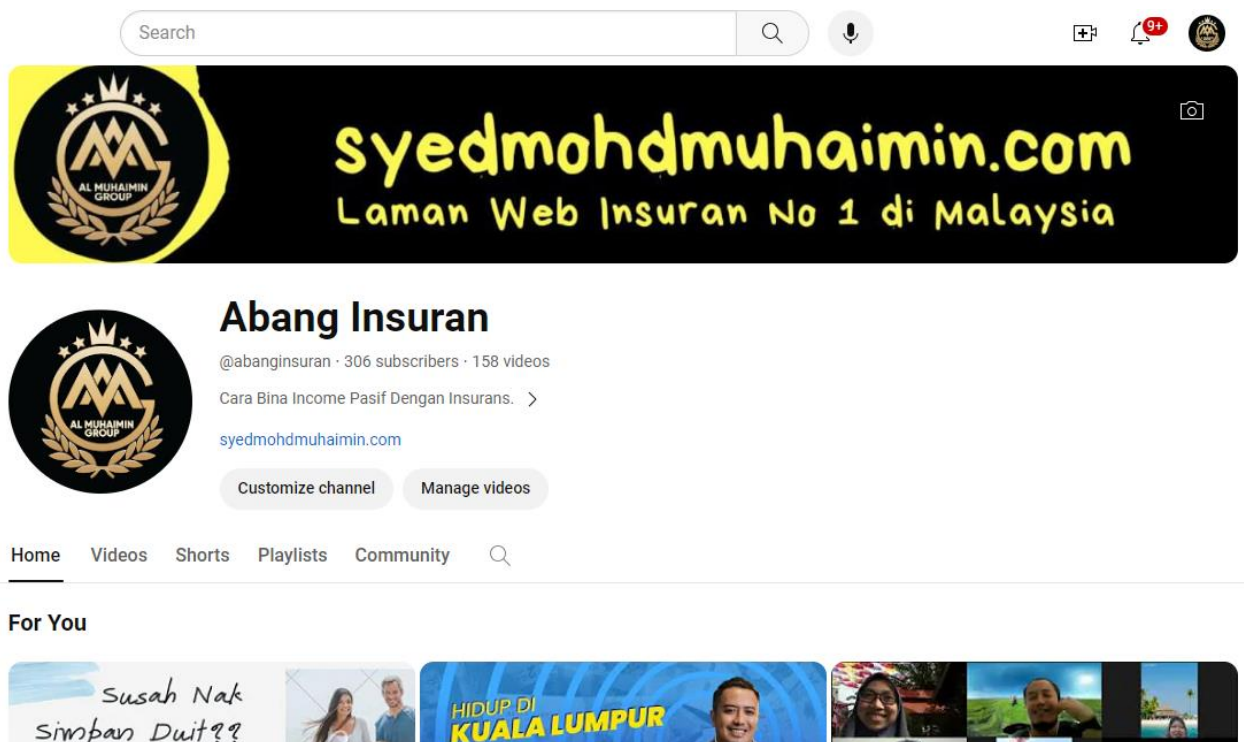 Search
9+
AL MUHAIMIN
GROUP
syedmohdmuhaimin.com
Laman Web Insuran No 1 di Malaysia
AL MUHAIMIN
GROUP
Abang Insuran
@abanginsuran · 306 subscribers · 158 videos
Cara Bina Income Pasif Dengan Insurans.
syedmohdmuhaimin.com
Customize channel Manage videos
Home Videos Shorts Playlists Community
For You
Susah Nak
Simpan Duit??
HIDUP DI
KUALA LUMPUR